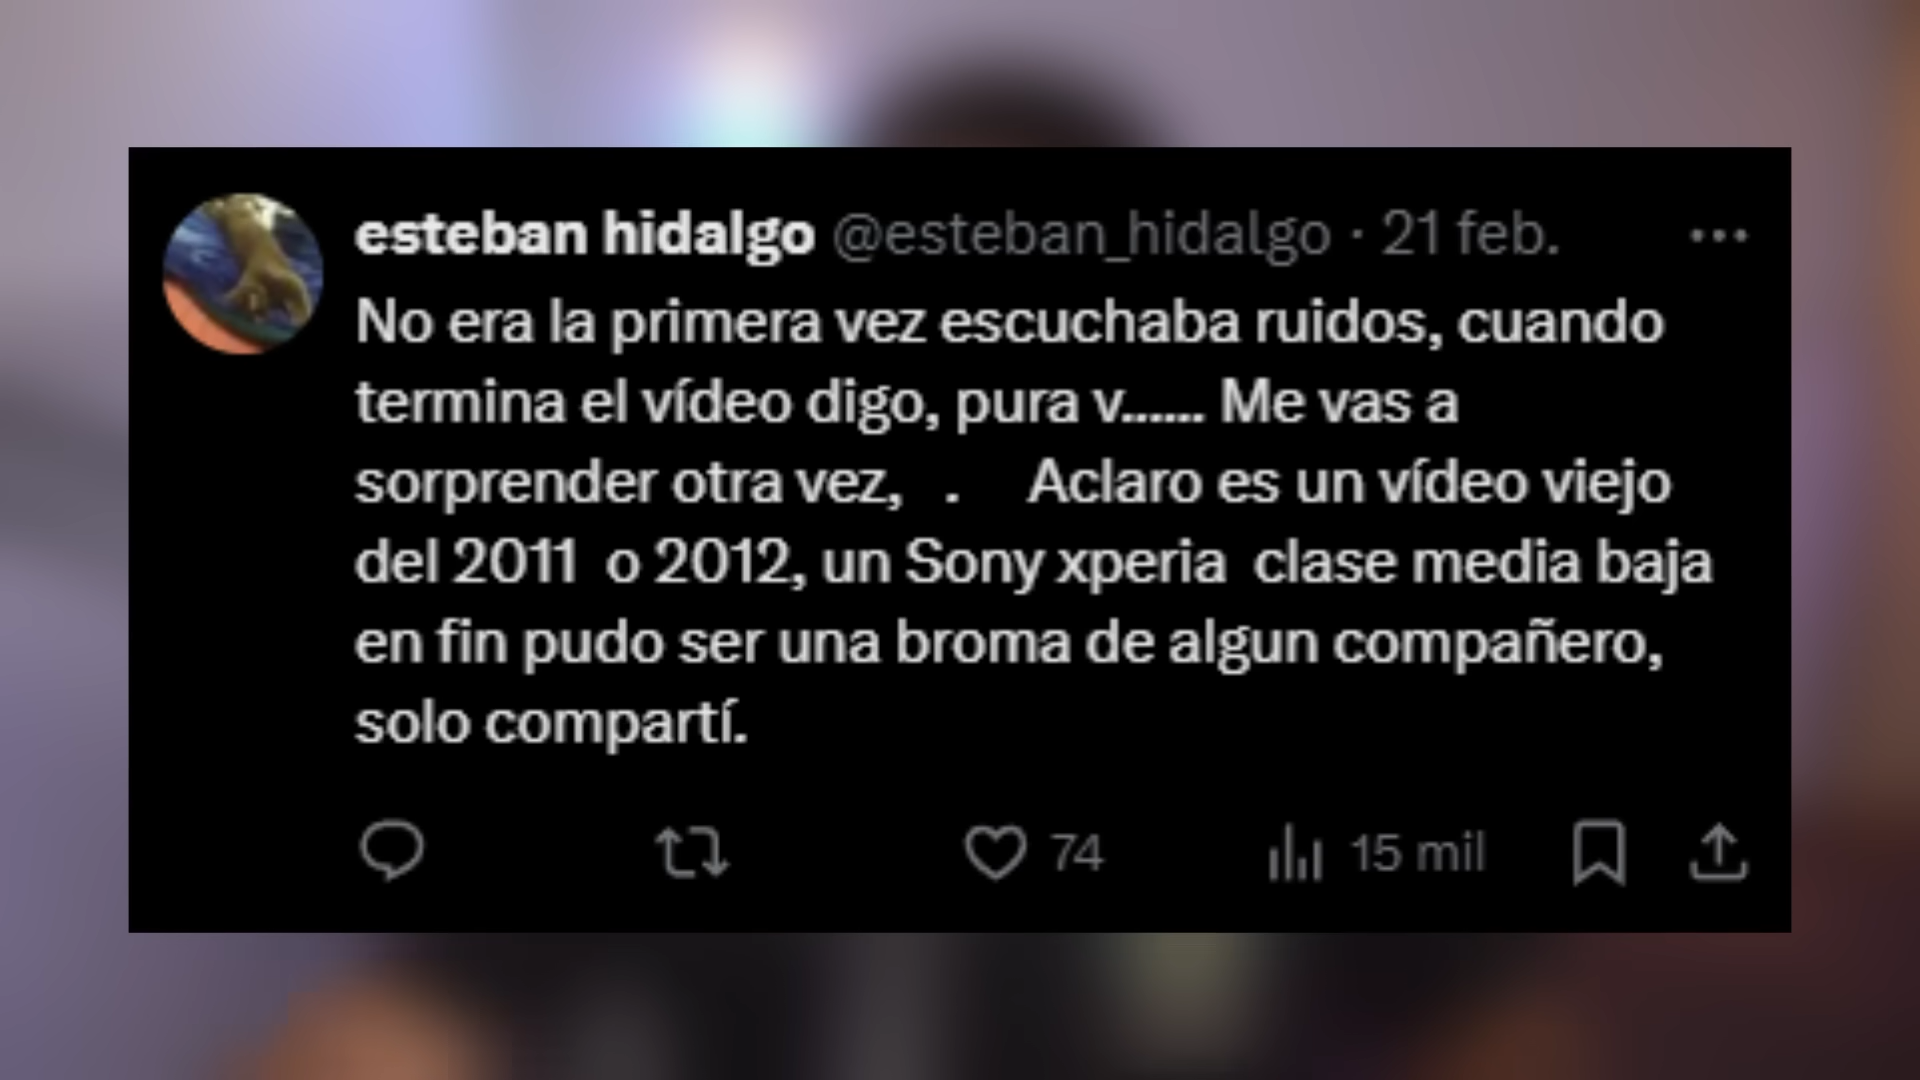 esteban hidalgo @esteban_hidalgo · 21 feb.
No era la primera vez escuchaba ruidos, cuando
termina el vídeo digo, pura v...... Me vas a
sorprender otra vez,   .    Aclaro es un vídeo viejo
del 2011  o 2012, un Sony xperia  clase media baja
en fin pudo ser una broma de algun compañero,
solo compartí.
74 15 mil